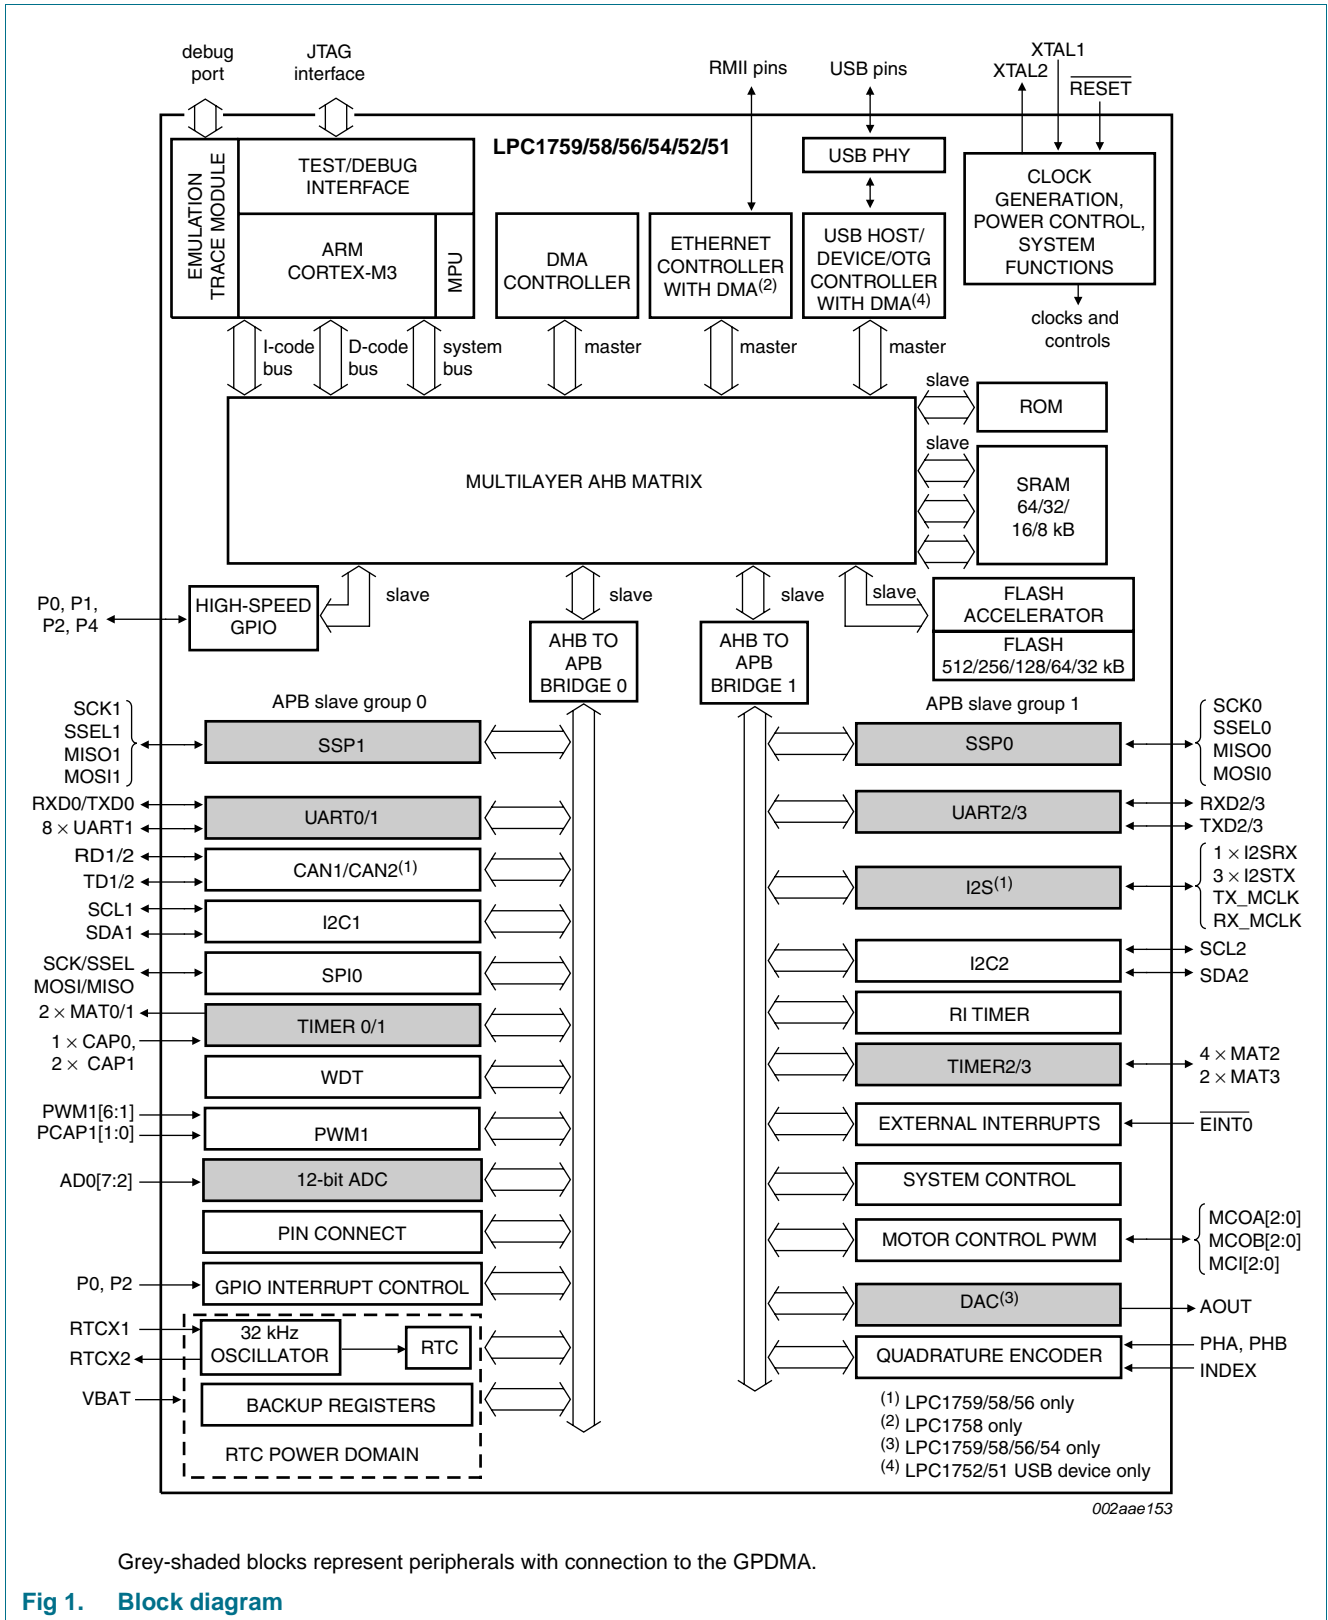 debug
port
JTAG
interface
RMII pins
USB pins
XTAL1
XTAL2
RESET
LPC1759/58/56/54/52/51
EMULATION
TRACE MODULE
TEST/DEBUG
INTERFACE
ARM
CORTEX-M3
MPU
DMA
CONTROLLER
ETHERNET
CONTROLLER
WITH DMA(2)
USB PHY
USB HOST/
DEVICE/OTG
CONTROLLER
WITH DMA(4)
CLOCK
GENERATION,
POWER CONTROL,
SYSTEM
FUNCTIONS
clocks and
controls
I-code
bus
D-code
bus
system
bus
master
master
master
MULTILAYER AHB MATRIX
slave
ROM
slave
SRAM
64/32/
16/8 kB
P0, P1,
P2, P4
HIGH-SPEED
GPIO
slave
slave
slave
slave
AHB TO
APB
BRIDGE 0
AHB TO
APB
BRIDGE 1
FLASH
ACCELERATOR
FLASH
512/256/128/64/32 kB
APB slave group 0
SCK1
SSEL1
MISO1
MOSI1
SSP1
RXD0/TXD0
8 × UART1
UART0/1
RD1/2
TD1/2
CAN1/CAN2(1)
SCL1
SDA1
I2C1
SCK/SSEL
MOSI/MISO
SPI0
2 × MAT0/1
1 × CAP0,
2 × CAP1
TIMER 0/1
WDT
PWM1[6:1]
PCAP1[1:0]
PWM1
AD0[7:2]
12-bit ADC
PIN CONNECT
P0, P2
GPIO INTERRUPT CONTROL
RTCX1
RTCX2
32 kHz
OSCILLATOR
RTC
VBAT
BACKUP REGISTERS
RTC POWER DOMAIN
APB slave group 1
SSP0
SCK0
SSEL0
MISO0
MOSI0
UART2/3
RXD2/3
TXD2/3
I2S(1)
1 × I2SRX
3 × I2STX
TX_MCLK
RX_MCLK
I2C2
SCL2
SDA2
RI TIMER
TIMER2/3
4 × MAT2
2 × MAT3
EXTERNAL INTERRUPTS
EINT0
SYSTEM CONTROL
MOTOR CONTROL PWM
MCOA[2:0]
MCOB[2:0]
MCI[2:0]
DAC(3)
AOUT
QUADRATURE ENCODER
PHA, PHB
INDEX
(1) LPC1759/58/56 only
(2) LPC1758 only
(3) LPC1759/58/56/54 only
(4) LPC1752/51 USB device only
002aae153
Grey-shaded blocks represent peripherals with connection to the GPDMA.
Fig 1. Block diagram